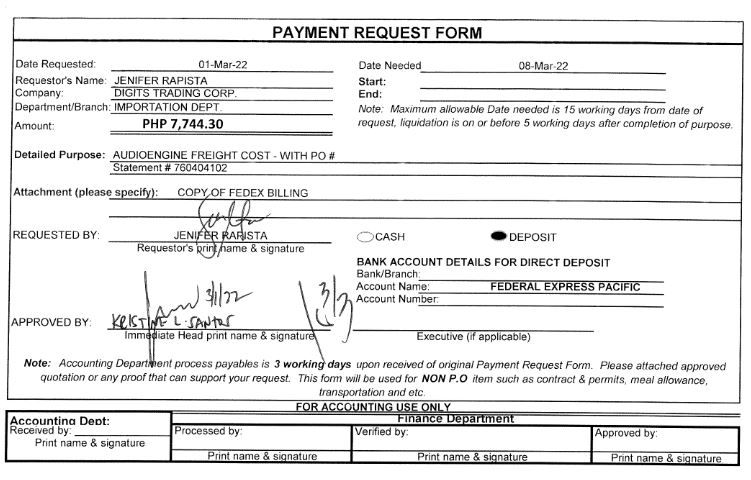 PAYMENT REQUEST FORM
Date Requested: 01-Mar-22 Date Needed 08-Mar-22
Requestor's Name: JENIFER RAPISTA Start:
Company: DIGITS TRADING CORP. End:
Department/Branch: IMPORTATION DEPT. Note: Maximum allowable Date needed is 15 working days from date of
Amount: PHP 7,744.30 request, liquidation is on or before 5 working days after completion of purpose.
Detailed Purpose: AUDIOENGINE FREIGHT COST - WITH PO #
Statement # 760404102
Attachment (please specify): COPY OF FEDEX BILLING
REQUESTED BY: JENIFER RAPISTA CASH DEPOSIT
Requestor's print name & signature
BANK ACCOUNT DETAILS FOR DIRECT DEPOSIT
Bank/Branch:
Account Name: FEDERAL EXPRESS PACIFIC
3/1/22 3/3 Account Number:
APPROVED BY: KRISTINE L. SANTOS
Immediate Head print name & signature Executive (if applicable)
Note: Accounting Department process payables is 3 working days upon received of original Payment Request Form. Please attached approved
quotation or any proof that can support your request. This form will be used for NON P.O item such as contract & permits, meal allowance,
transportation and etc.
FOR ACCOUNTING USE ONLY
Accounting Dept: Finance Department
Received by: Processed by: Verified by: Approved by:
Print name & signature
Print name & signature Print name & signature Print name & signature